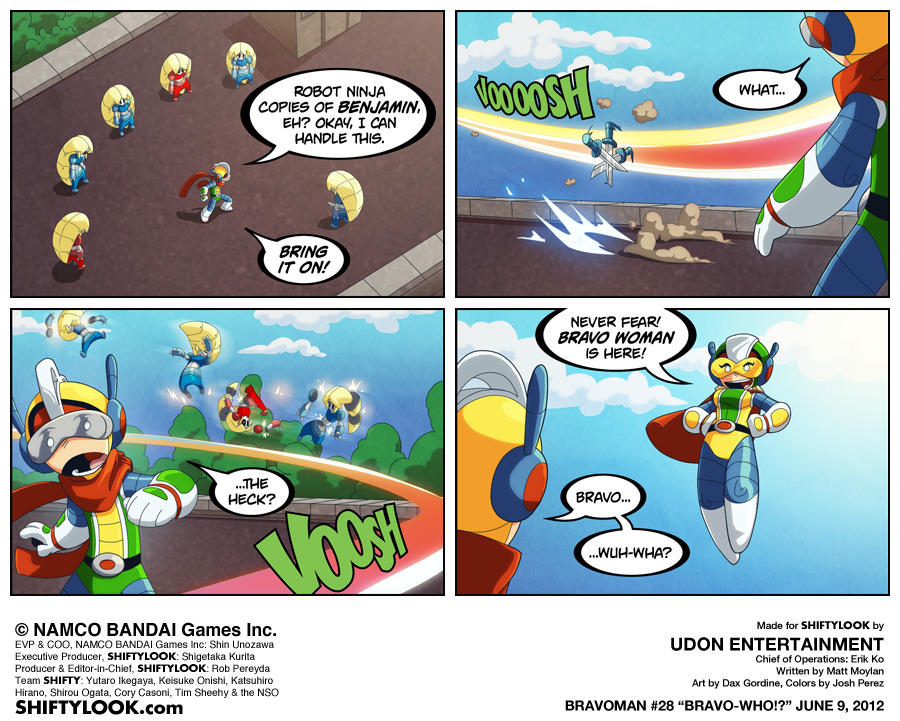 ROBOT NINJA
COPIES OF BENJAMIN,
EH? OKAY, I CAN
HANDLE THIS.
BRING
IT ON!
VOOOOSH
WHAT...
...THE
HECK?
VOOSH
NEVER FEAR!
BRAVO WOMAN
IS HERE!
BRAVO...
...WUH-WHA?
© NAMCO BANDAI Games Inc.
EVP & COO, NAMCO BANDAI Games Inc: Shin Unozawa
Executive Producer, SHIFTYLOOK: Shigetaka Kurita
Producer & Editor-in-Chief, SHIFTYLOOK: Rob Pereyda
Team SHIFTY: Yutaro Ikegaya, Keisuke Onishi, Katsuhiro
Hirano, Shirou Ogata, Cory Casoni, Tim Sheehy & the NSO
SHIFTYLOOK.com
Made for SHIFTYLOOK by
UDON ENTERTAINMENT
Chief of Operations: Erik Ko
Written by Matt Moylan
Art by Dax Gordine, Colors by Josh Perez
BRAVOMAN #28 “BRAVO-WHO!?” JUNE 9, 2012